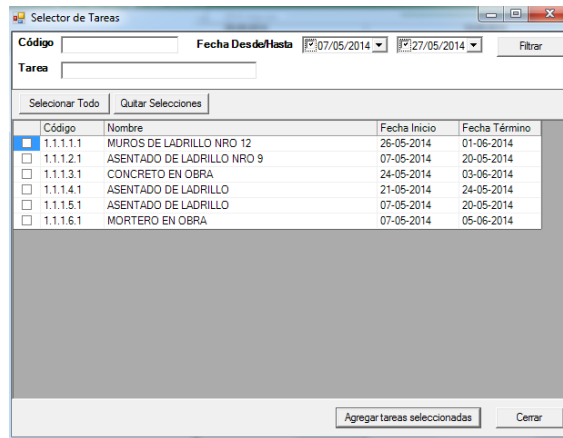 Selector de Tareas
Código Fecha Desde/Hasta 07/05/2014 27/05/2014 Filtrar
Tarea
Selecionar Todo Quitar Selecciones
Código Nombre Fecha Inicio Fecha Término
1.1.1.1.1 MUROS DE LADRILLO NRO 12 26-05-2014 01-06-2014
1.1.1.2.1 ASENTADO DE LADRILLO NRO 9 07-05-2014 20-05-2014
1.1.1.3.1 CONCRETO EN OBRA 24-05-2014 03-06-2014
1.1.1.4.1 ASENTADO DE LADRILLO 21-05-2014 24-05-2014
1.1.1.5.1 ASENTADO DE LADRILLO 07-05-2014 20-05-2014
1.1.1.6.1 MORTERO EN OBRA 07-05-2014 05-06-2014
Agregar tareas seleccionadas Cerrar